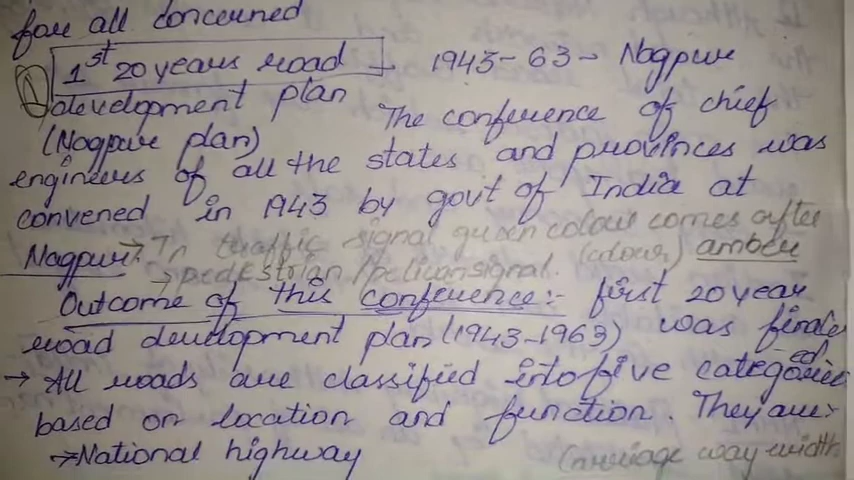 for all concerned
1st 20 years road - 1943-63- Nagpur
development plan
(Nagpur plan) The conference of chief
engineers of all the states and provinces was
convened in 1943 by govt of India at
Nagpur. → In traffic signal green colour comes after
(colour) amber
→ pedestrian/pelican signal.
Outcome of this conference:- first 20 year
road development plan (1943-1963) was finalised
→ All roads are classified into five categories
based on location and function. They are:-
→ National highway (carriage way width